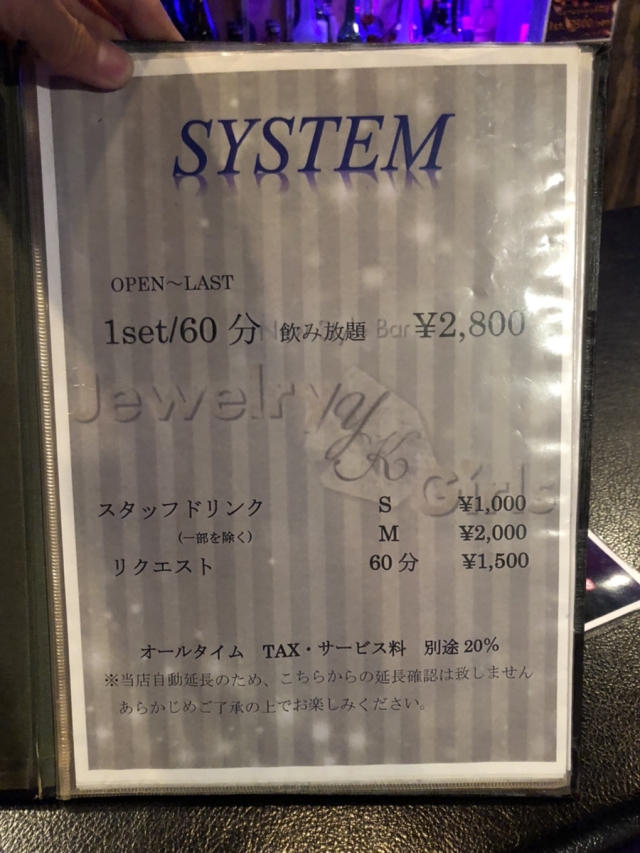 SYSTEM
OPEN～LAST
1set/60 分 飲み放題 Bar ¥2,800
Jewelry
yK
Girls
スタッフドリンク S ¥1,000
(一部を除く) M ¥2,000
リクエスト 60 分 ¥1,500
オールタイム TAX・サービス料 別途 20%
※当店自動延長のため、こちらからの延長確認は致しません
あらかじめご了承の上でお楽しみください。